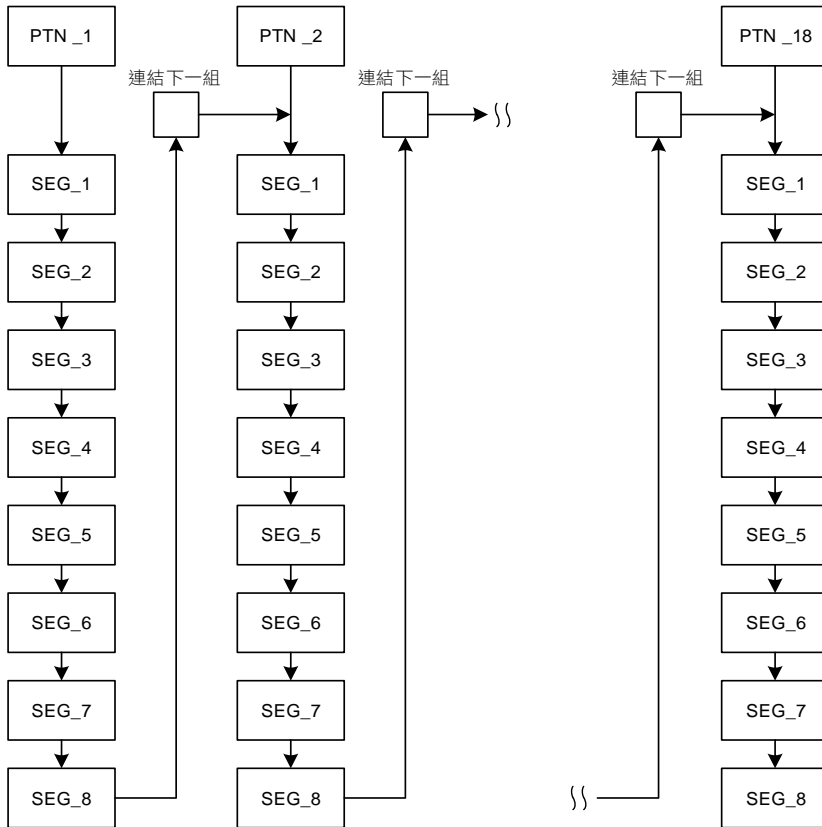 PTN _1
SEG_1
SEG_2
SEG_3
SEG_4
SEG_5
SEG_6
SEG_7
SEG_8
連結下一組
PTN _2
SEG_1
SEG_2
SEG_3
SEG_4
SEG_5
SEG_6
SEG_7
SEG_8
連結下一組
連結下一組
PTN _18
SEG_1
SEG_2
SEG_3
SEG_4
SEG_5
SEG_6
SEG_7
SEG_8